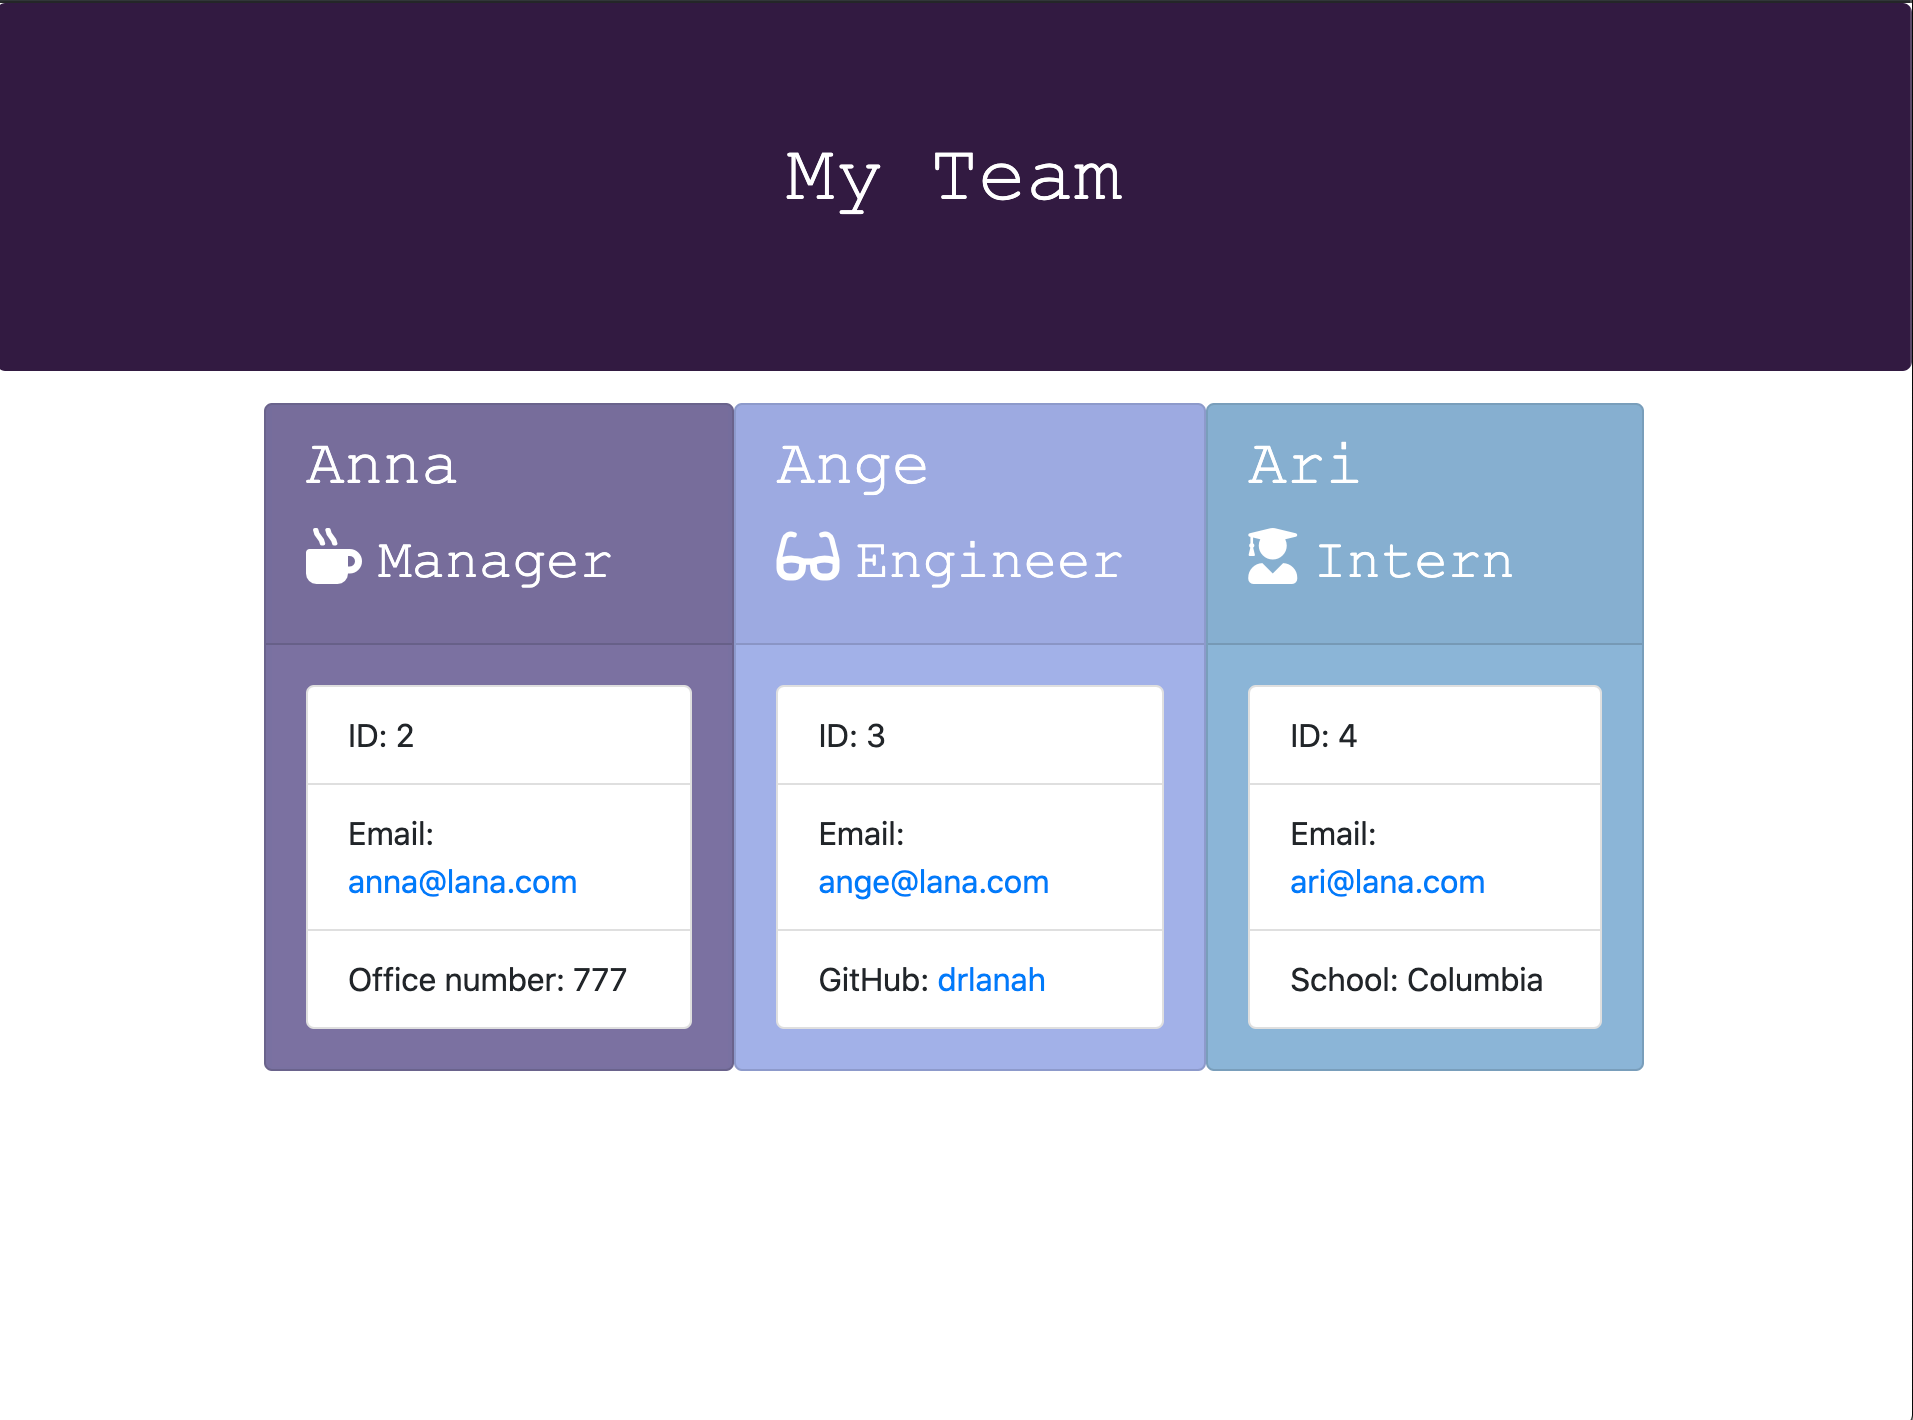 My Team
Anna
Manager
ID: 2
Email:
anna@lana.com
Office number: 777
Ange
Engineer
ID: 3
Email:
ange@lana.com
GitHub: drlanah
Ari
Intern
ID: 4
Email:
ari@lana.com
School: Columbia